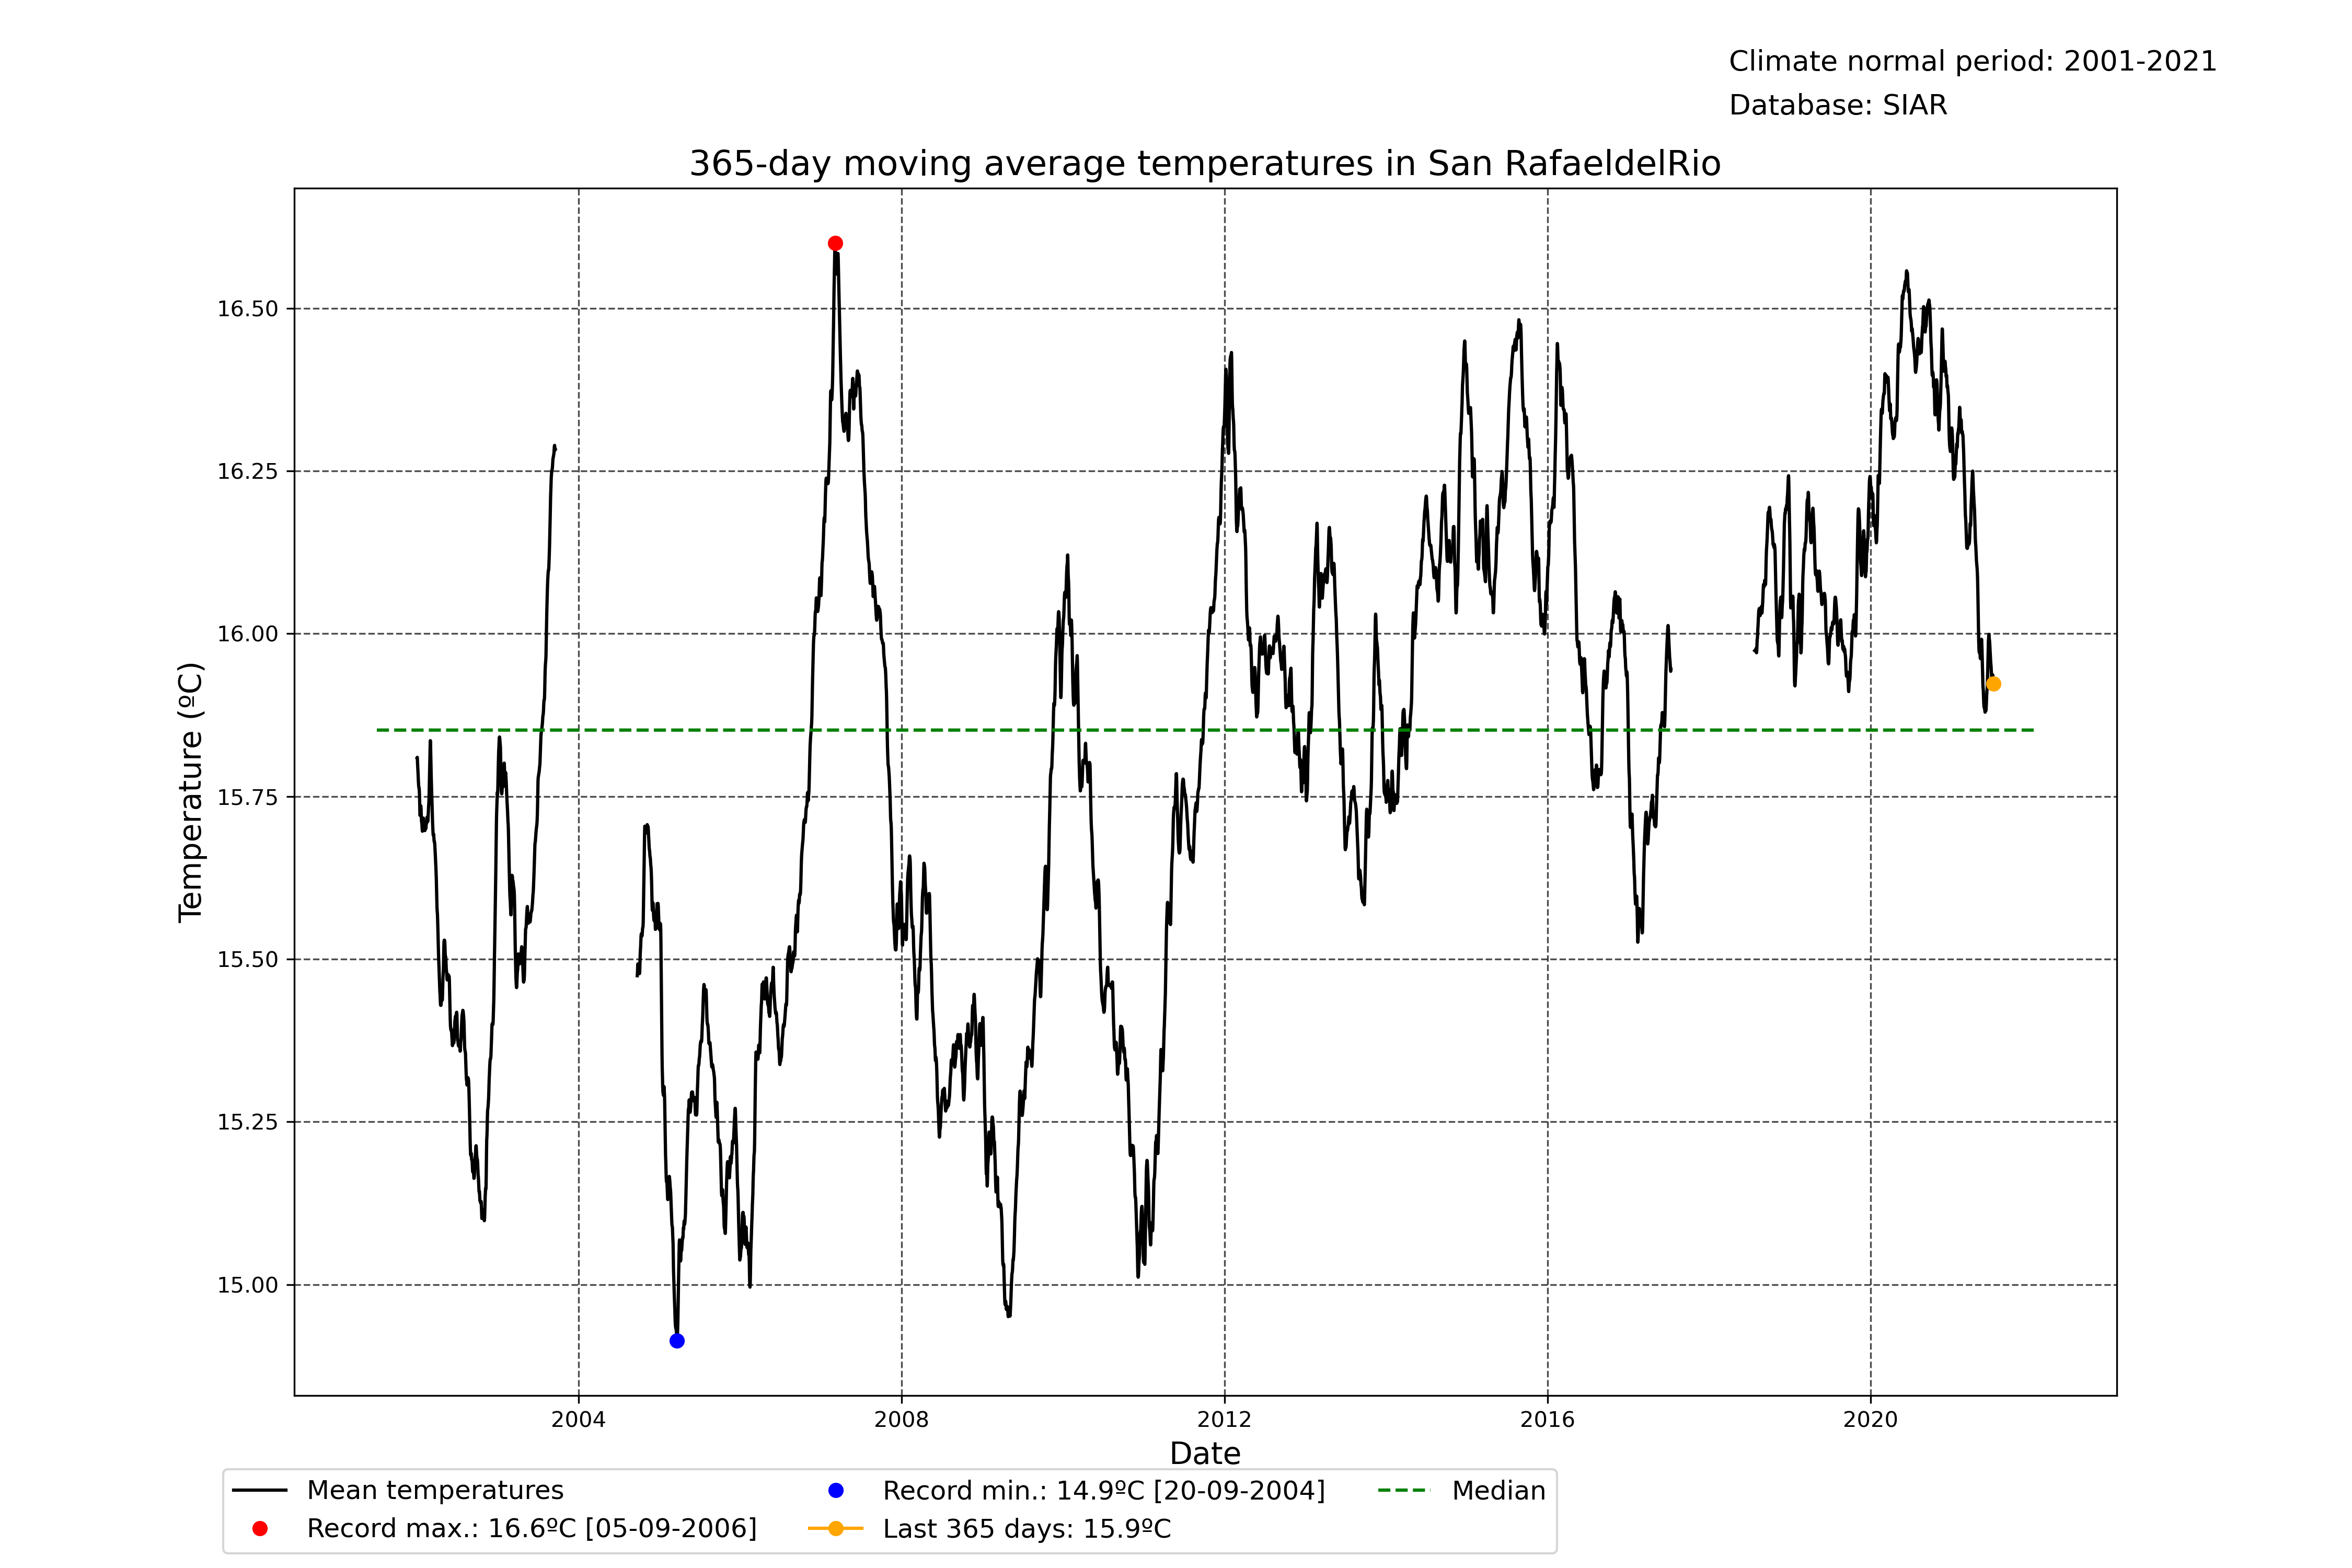 Climate normal period: 2001-2021
Database: SIAR
365-day moving average temperatures in San RafaeldelRio
Temperature (ºC)
16.50
16.25
16.00
15.75
15.50
15.25
15.00
2004
2008
2012
2016
2020
Date
Mean temperatures
Record max.: 16.6ºC [05-09-2006]
Record min.: 14.9ºC [20-09-2004]
Last 365 days: 15.9ºC
Median